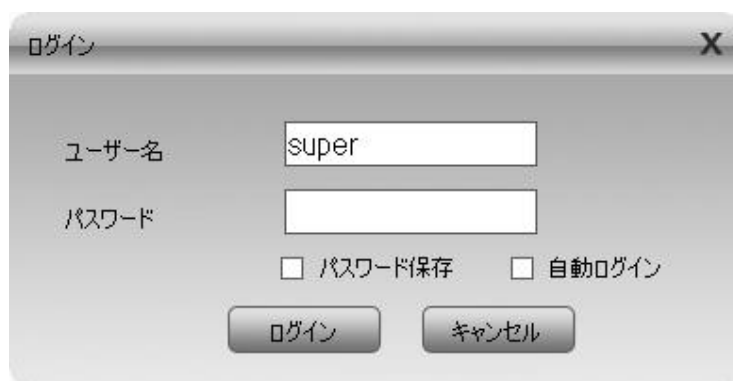 ログイン X
ユーザー名 super
パスワード
パスワード保存 自動ログイン
ログイン キャンセル